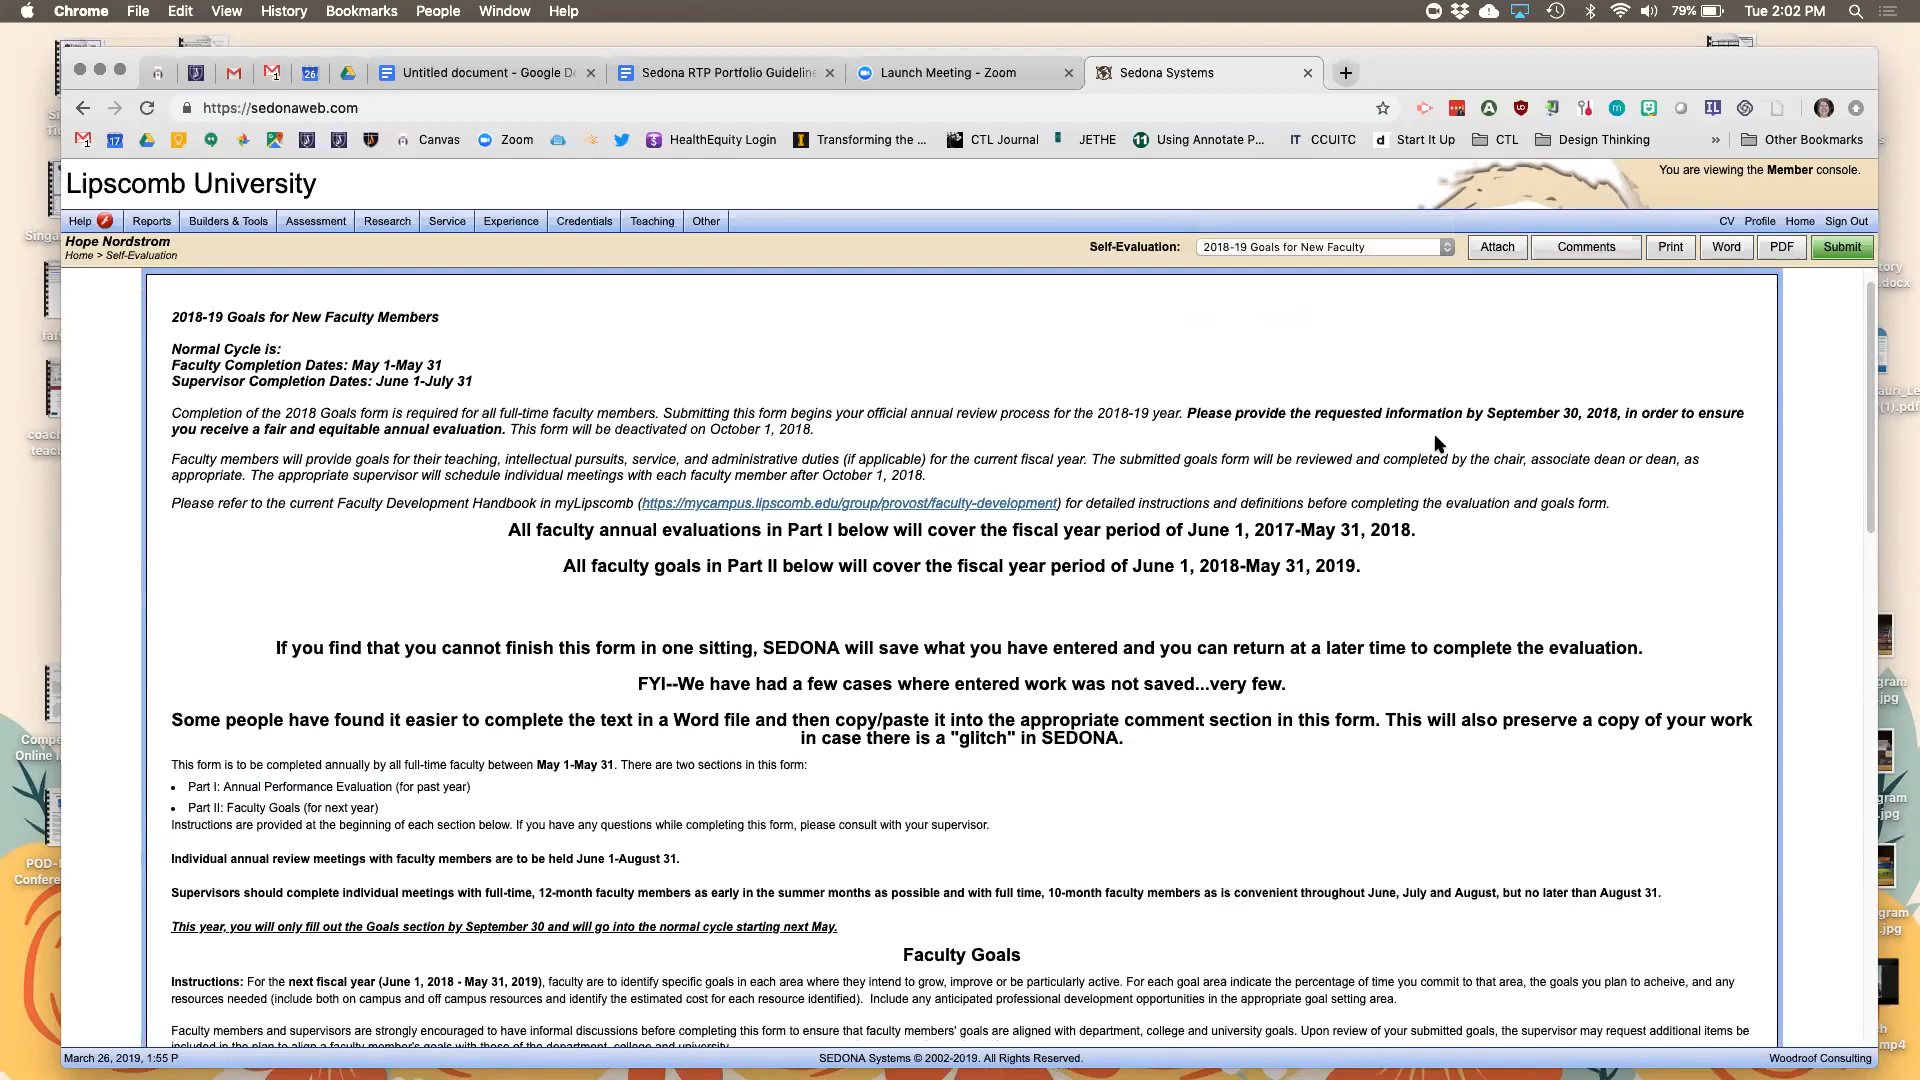 Chrome File Edit View History Bookmarks People Window Help 79% Tue 2:02 PM
Untitled document - Google D Sedona RTP Portfolio Guideline Launch Meeting - Zoom Sedona Systems
https://sedonaweb.com
Canvas Zoom HealthEquity Login Transforming the ... CTL Journal JETHE Using Annotate P... IT CCUITC Start It Up CTL Design Thinking » Other Bookmarks
Lipscomb University
You are viewing the Member console.
Help Reports Builders & Tools Assessment Research Service Experience Credentials Teaching Other CV Profile Home Sign Out
Hope Nordstrom
Home > Self-Evaluation
Self-Evaluation: 2018-19 Goals for New Faculty Attach Comments Print Word PDF Submit
2018-19 Goals for New Faculty Members
Normal Cycle is:
Faculty Completion Dates: May 1-May 31
Supervisor Completion Dates: June 1-July 31
Completion of the 2018 Goals form is required for all full-time faculty members. Submitting this form begins your official annual review process for the 2018-19 year. Please provide the requested information by September 30, 2018, in order to ensure
you receive a fair and equitable annual evaluation. This form will be deactivated on October 1, 2018.
Faculty members will provide goals for their teaching, intellectual pursuits, service, and administrative duties (if applicable) for the current fiscal year. The submitted goals form will be reviewed and completed by the chair, associate dean or dean, as
appropriate. The appropriate supervisor will schedule individual meetings with each faculty member after October 1, 2018.
Please refer to the current Faculty Development Handbook in myLipscomb (https://mycampus.lipscomb.edu/group/provost/faculty-development) for detailed instructions and definitions before completing the evaluation and goals form.
All faculty annual evaluations in Part I below will cover the fiscal year period of June 1, 2017-May 31, 2018.
All faculty goals in Part II below will cover the fiscal year period of June 1, 2018-May 31, 2019.
If you find that you cannot finish this form in one sitting, SEDONA will save what you have entered and you can return at a later time to complete the evaluation.
FYI--We have had a few cases where entered work was not saved...very few.
Some people have found it easier to complete the text in a Word file and then copy/paste it into the appropriate comment section in this form. This will also preserve a copy of your work
in case there is a "glitch" in SEDONA.
This form is to be completed annually by all full-time faculty between May 1-May 31. There are two sections in this form:
• Part I: Annual Performance Evaluation (for past year)
• Part II: Faculty Goals (for next year)
Instructions are provided at the beginning of each section below. If you have any questions while completing this form, please consult with your supervisor.
Individual annual review meetings with faculty members are to be held June 1-August 31.
Supervisors should complete individual meetings with full-time, 12-month faculty members as early in the summer months as possible and with full time, 10-month faculty members as is convenient throughout June, July and August, but no later than August 31.
This year, you will only fill out the Goals section by September 30 and will go into the normal cycle starting next May.
Faculty Goals
Instructions: For the next fiscal year (June 1, 2018 - May 31, 2019), faculty are to identify specific goals in each area where they intend to grow, improve or be particularly active. For each goal area indicate the percentage of time you commit to that area, the goals you plan to acheive, and any
resources needed (include both on campus and off campus resources and identify the estimated cost for each resource identified). Include any anticipated professional development opportunities in the appropriate goal setting area.
Faculty members and supervisors are strongly encouraged to have informal discussions before completing this form to ensure that faculty members' goals are aligned with department, college and university goals. Upon review of your submitted goals, the supervisor may request additional items be
included in the plan to align a faculty member's goals with those of the department, college and university.
March 26, 2019, 1:55 P SEDONA Systems © 2002-2019. All Rights Reserved. Woodroof Consulting